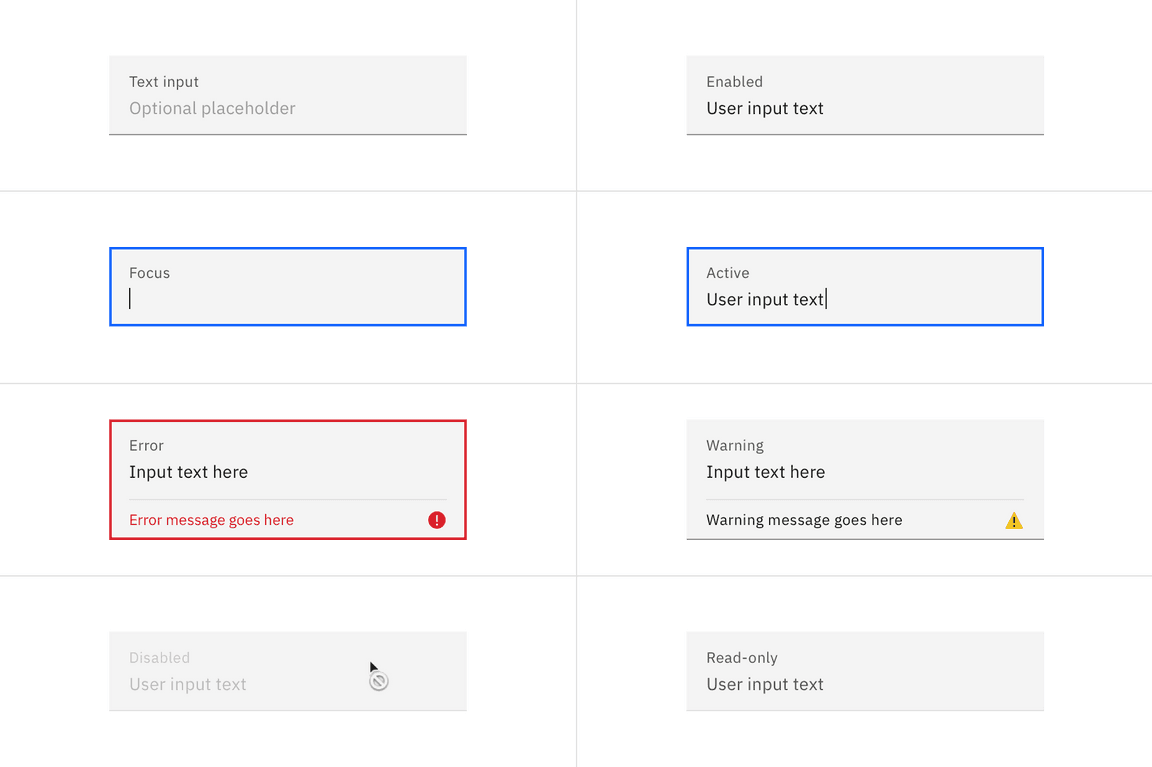 Text input
Optional placeholder
Enabled
User input text
Focus
Active
User input text
Error
Input text here
Error message goes here
Warning
Input text here
Warning message goes here
Disabled
User input text
Read-only
User input text